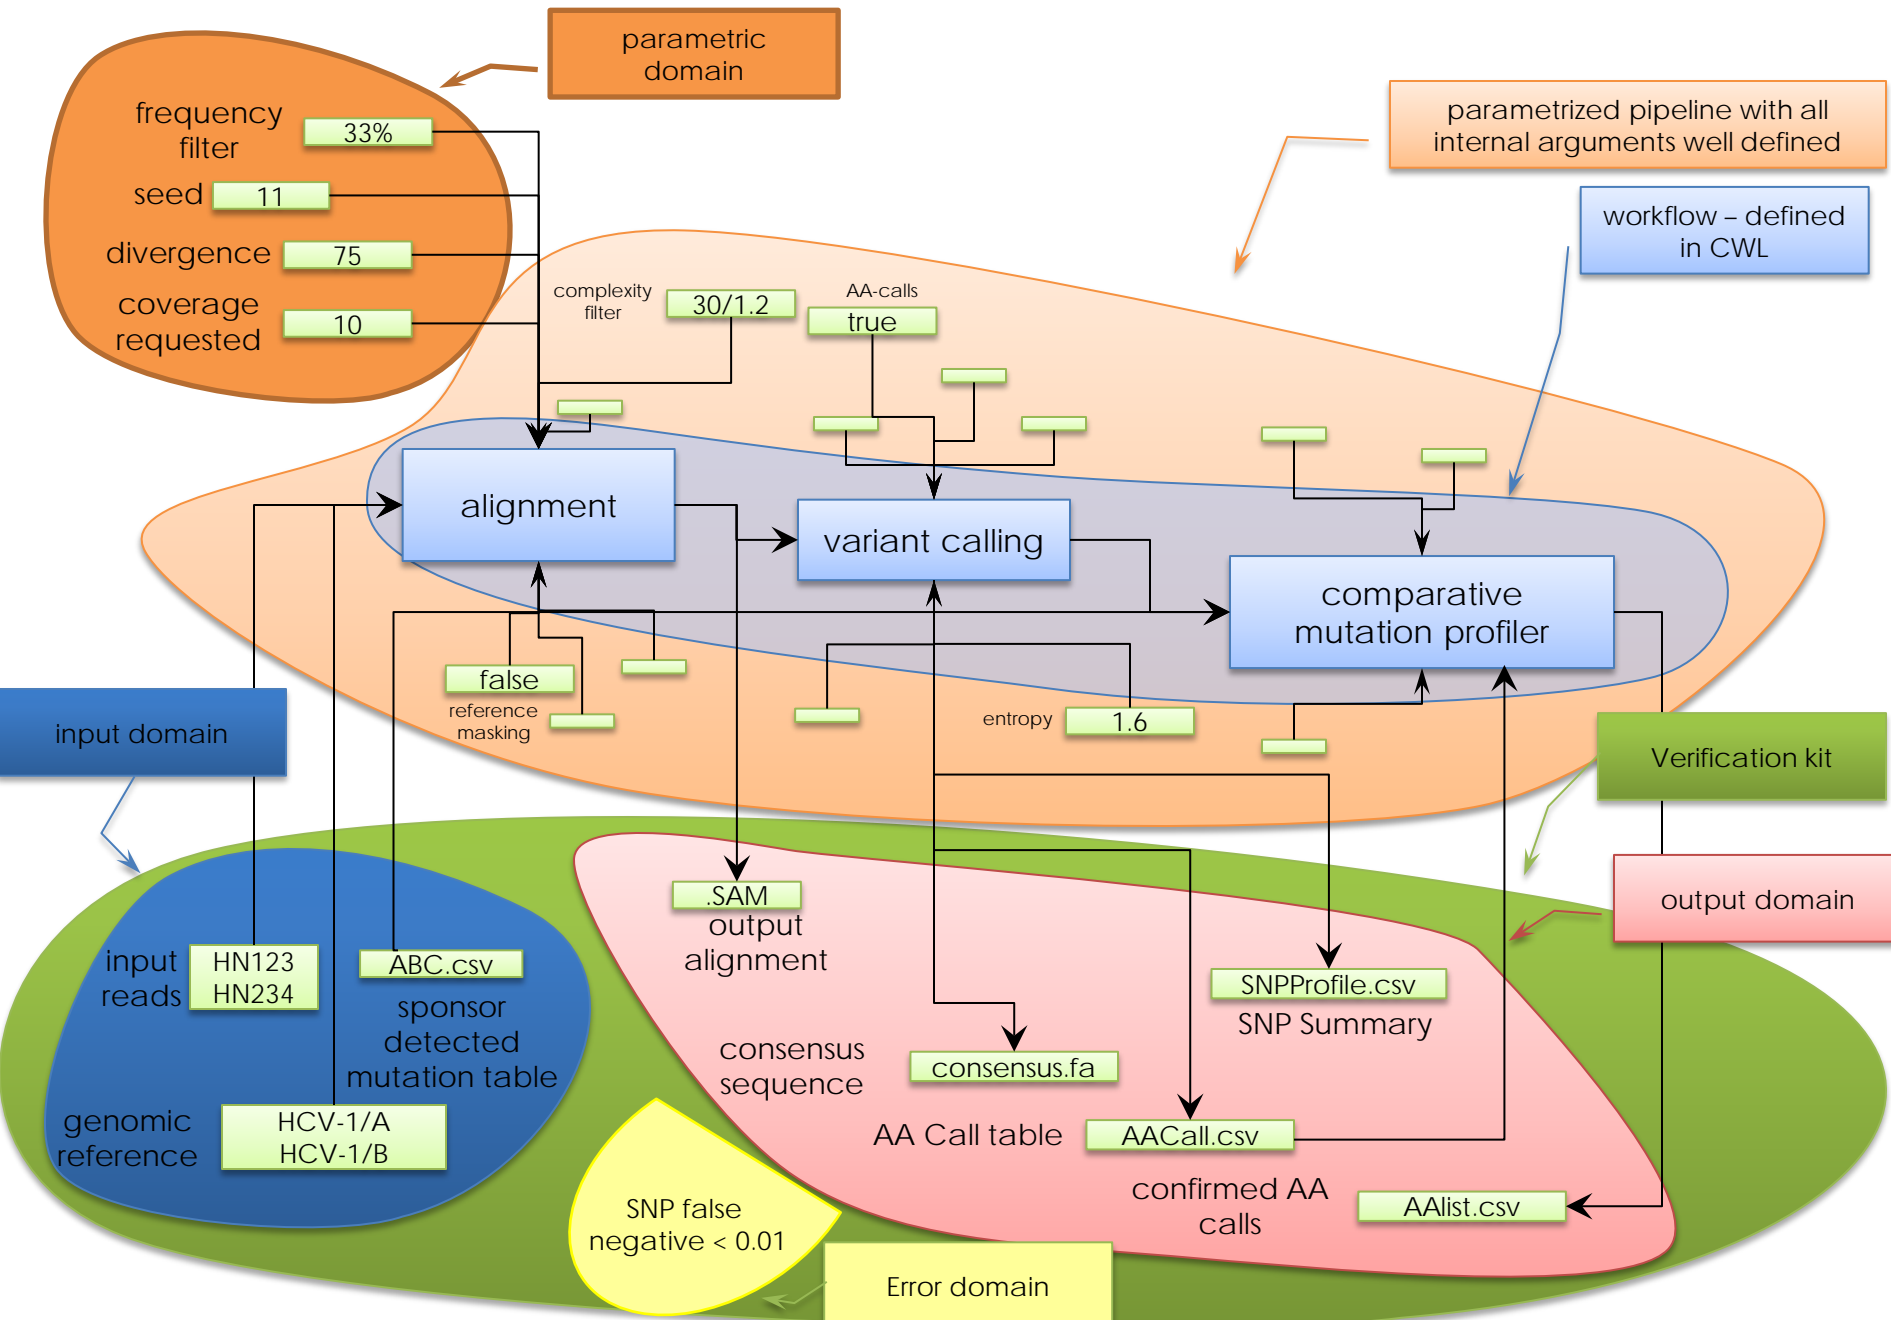 parametric
domain
frequency
filter
33%
seed
11
divergence
75
coverage
requested
10
parametrized pipeline with all
internal arguments well defined
workflow – defined
in CWL
complexity
filter
30/1.2
AA-calls
true
alignment
variant calling
comparative
mutation profiler
false
reference
masking
entropy
1.6
input domain
Verification kit
output domain
input
reads
HN123
HN234
ABC.csv
sponsor
detected
mutation table
genomic
reference
HCV-1/A
HCV-1/B
.SAM
output
alignment
SNPProfile.csv
SNP Summary
consensus
sequence
consensus.fa
AA Call table
AACall.csv
confirmed AA
calls
AAlist.csv
SNP false
negative < 0.01
Error domain